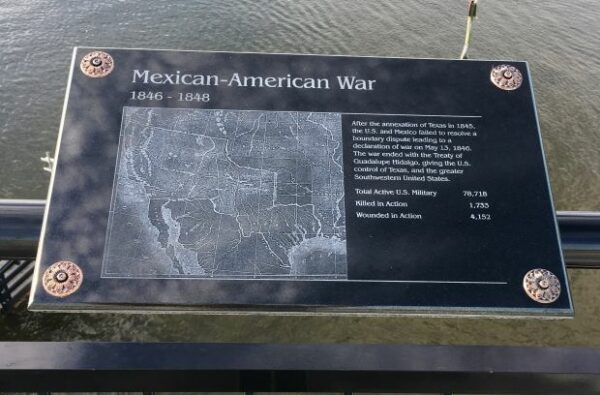 Mexican-American War
1846 - 1848
After the annexation of Texas in 1845,
the U.S. and Mexico failed to resolve a
boundary dispute leading to a
declaration of war on May 13, 1846.
The war ended with the Treaty of
Guadalupe Hidalgo, giving the U.S.
control of Texas, and the greater
Southwestern United States.
Total Active U.S. Military 78,718
Killed in Action 1,733
Wounded in Action 4,152